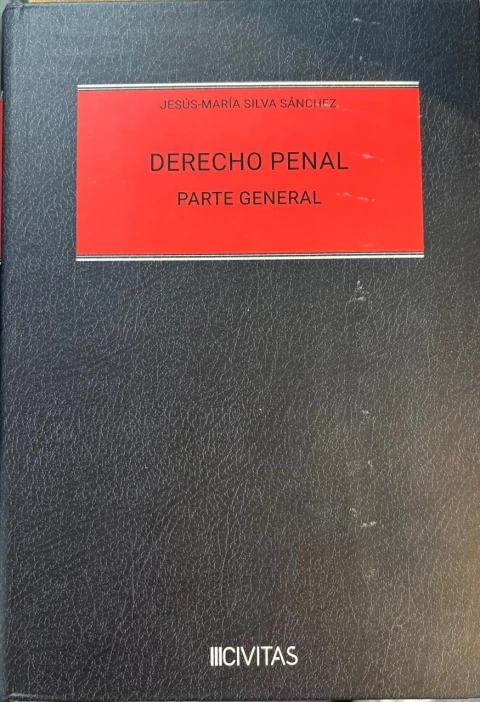 JESÚS-MARÍA SILVA SÁNCHEZ
DERECHO PENAL
PARTE GENERAL
CIVITAS